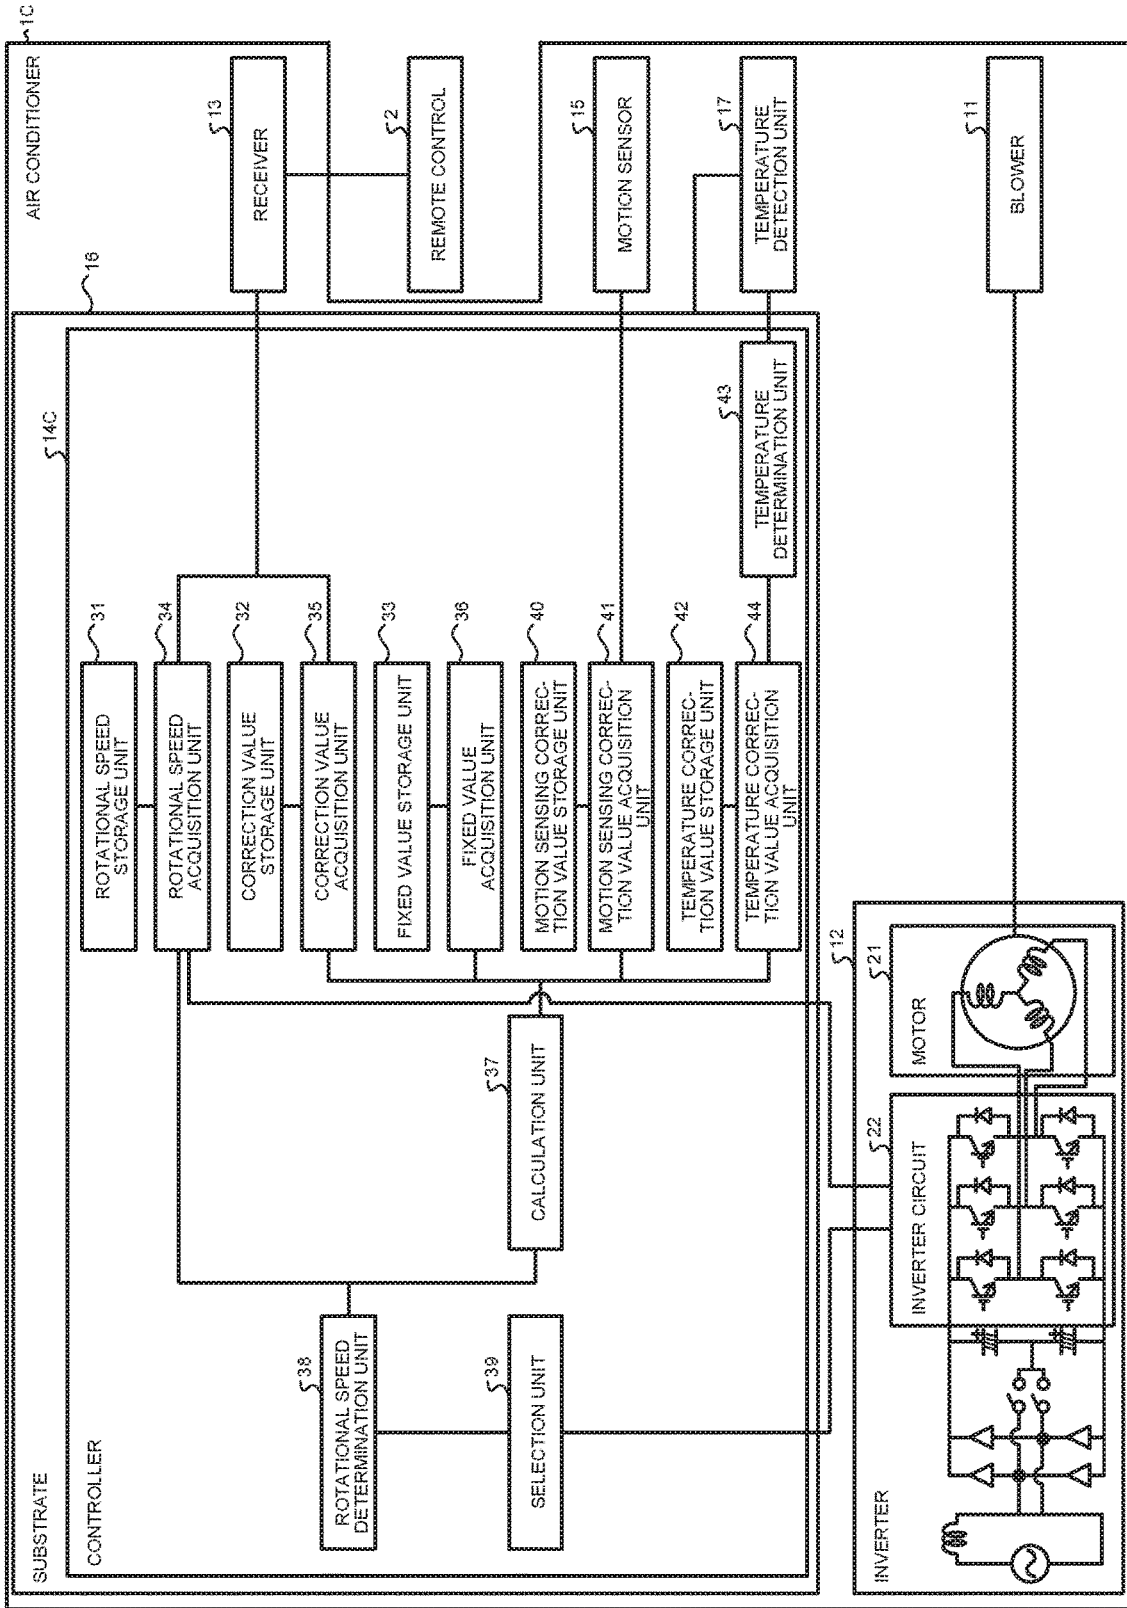 1C
AIR CONDITIONER
SUBSTRATE
16
CONTROLLER
14C
13
RECEIVER
2
REMOTE CONTROL
15
MOTION SENSOR
17
TEMPERATURE
DETECTION UNIT
11
BLOWER
31
ROTATIONAL SPEED
STORAGE UNIT
34
ROTATIONAL SPEED
ACQUISITION UNIT
32
CORRECTION VALUE
STORAGE UNIT
35
CORRECTION VALUE
ACQUISITION UNIT
33
FIXED VALUE STORAGE UNIT
36
FIXED VALUE
ACQUISITION UNIT
40
MOTION SENSING CORREC-
TION VALUE STORAGE UNIT
41
MOTION SENSING CORREC-
TION VALUE ACQUISITION
UNIT
42
TEMPERATURE CORREC-
TION VALUE STORAGE UNIT
44
TEMPERATURE CORREC-
TION VALUE ACQUISITION
UNIT
43
TEMPERATURE
DETERMINATION UNIT
37
CALCULATION UNIT
38
ROTATIONAL SPEED
DETERMINATION UNIT
39
SELECTION UNIT
12
INVERTER
22
INVERTER CIRCUIT
21
MOTOR